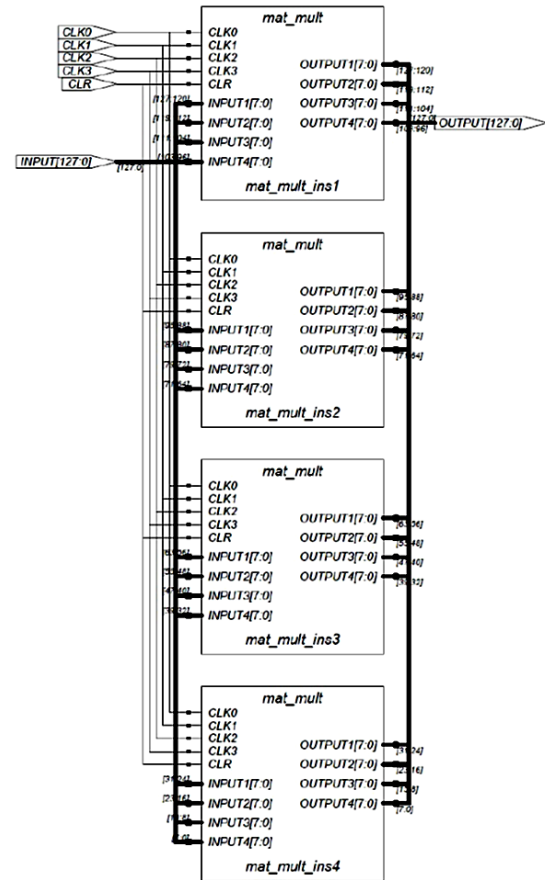 CLK0
CLK1
CLK2
CLK3
CLR
INPUT[127:0]
[127:0]
mat_mult
CLK0
CLK1
CLK2
CLK3
CLR
INPUT1[7:0]
INPUT2[7:0]
INPUT3[7:0]
INPUT4[7:0]
OUTPUT1[7:0]
OUTPUT2[7:0]
OUTPUT3[7:0]
OUTPUT4[7:0]
mat_mult_ins1
OUTPUT[127:0]
mat_mult
CLK0
CLK1
CLK2
CLK3
CLR
INPUT1[7:0]
INPUT2[7:0]
INPUT3[7:0]
INPUT4[7:0]
OUTPUT1[7:0]
OUTPUT2[7:0]
OUTPUT3[7:0]
OUTPUT4[7:0]
mat_mult_ins2
mat_mult
CLK0
CLK1
CLK2
CLK3
CLR
INPUT1[7:0]
INPUT2[7:0]
INPUT3[7:0]
INPUT4[7:0]
OUTPUT1[7:0]
OUTPUT2[7:0]
OUTPUT3[7:0]
OUTPUT4[7:0]
mat_mult_ins3
mat_mult
CLK0
CLK1
CLK2
CLK3
CLR
INPUT1[7:0]
INPUT2[7:0]
INPUT3[7:0]
INPUT4[7:0]
OUTPUT1[7:0]
OUTPUT2[7:0]
OUTPUT3[7:0]
OUTPUT4[7:0]
[7:0]
mat_mult_ins4